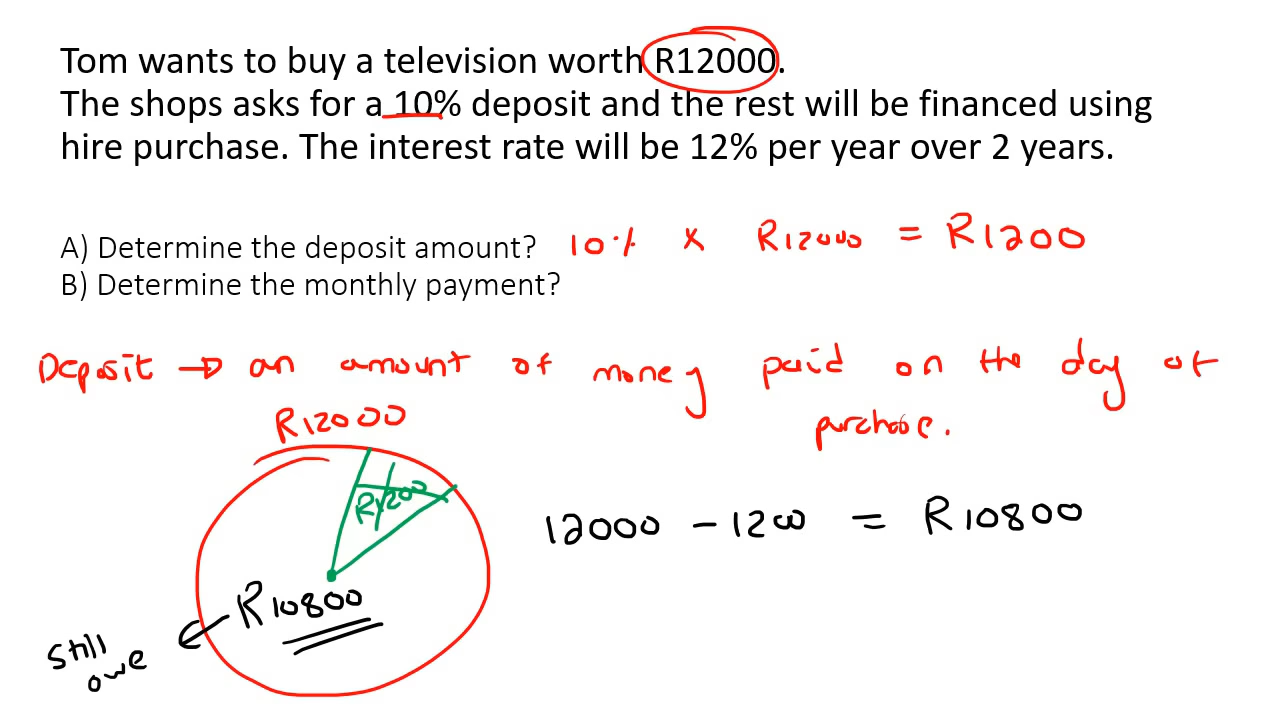 Tom wants to buy a television worth R12000.
The shops asks for a 10% deposit and the rest will be financed using
hire purchase. The interest rate will be 12% per year over 2 years.
A) Determine the deposit amount? 10% x R12000 = R1200
B) Determine the monthly payment?
Deposit → an amount of money paid on the day of
purchase.
R12000
R1200
12000 - 1200 = R10800
R10800
Still
owe